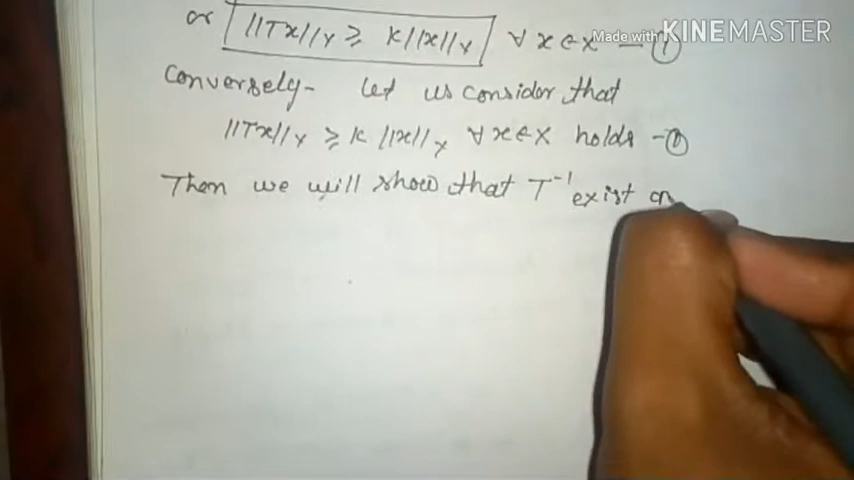 or ||Tx||y ≥ K||x||x ∀ x ∈ X — ①
Made with KINEMASTER
Conversely - Let us consider that
||Tx||y ≥ K ||x||x ∀ x ∈ X holds - ①
Then we will show that T⁻¹ exist an